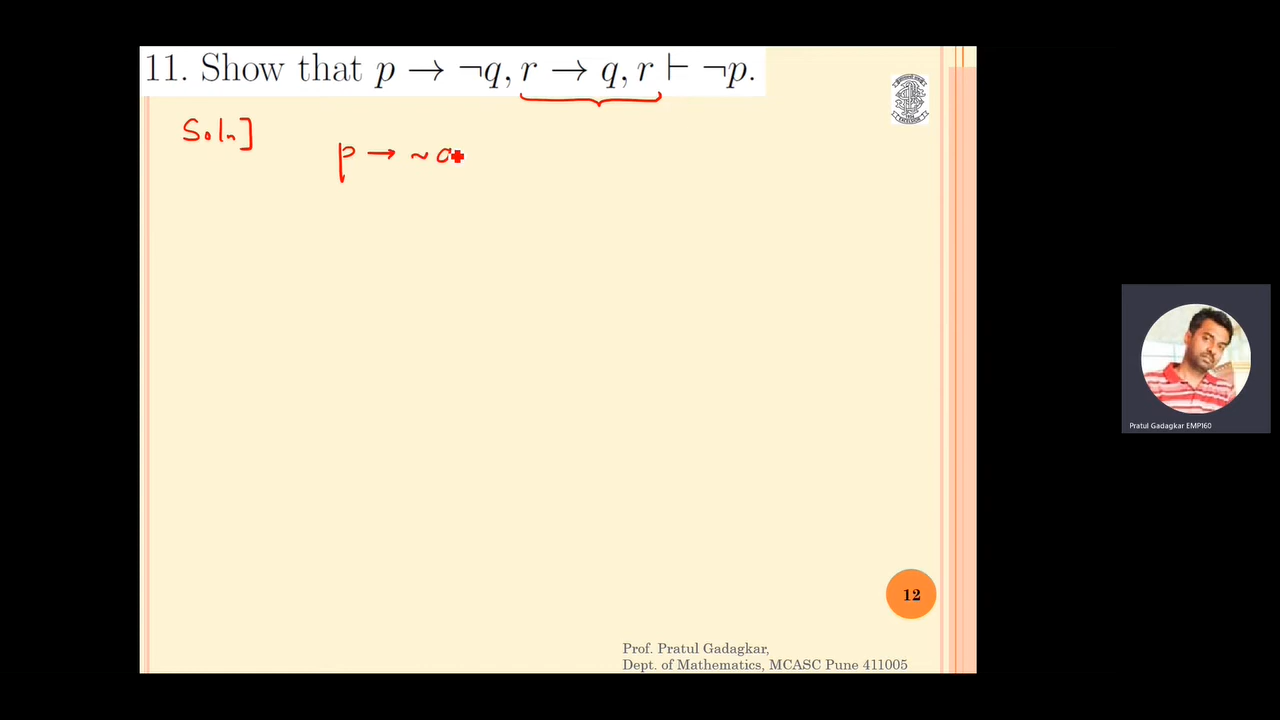 11. Show that p → ¬q, r → q, r ⊢ ¬p.
Soln]
p → ~
Pratul Gadagkar EMP160
12
Prof. Pratul Gadagkar,
Dept. of Mathematics, MCASC Pune 411005